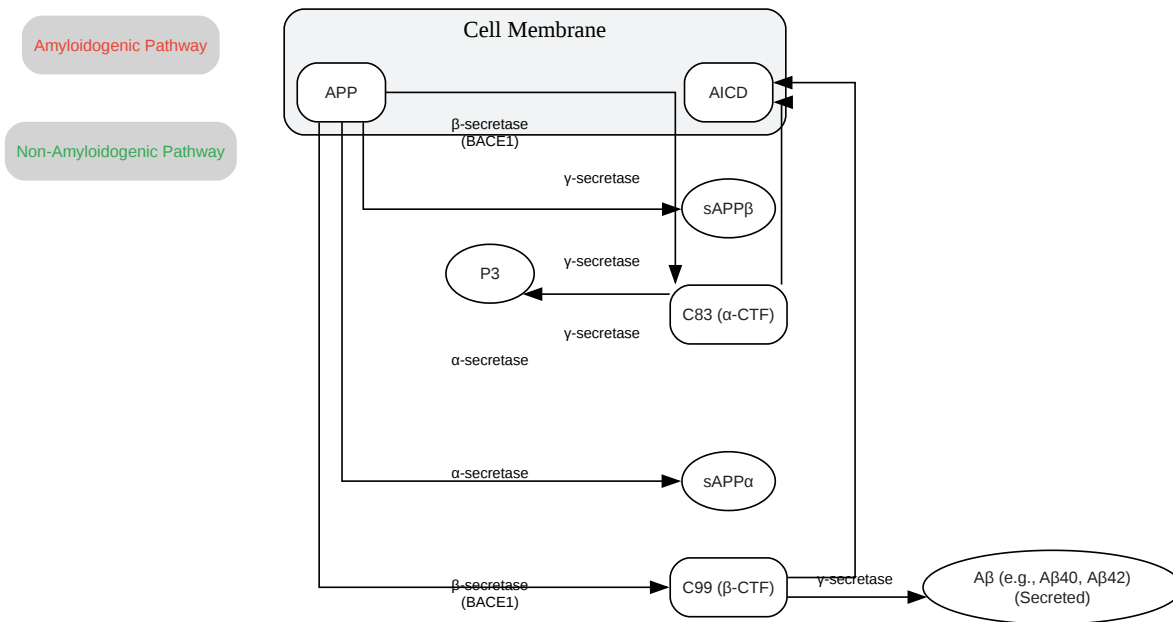 Cell Membrane
Amyloidogenic Pathway
APP
AICD
β-secretase
(BACE1)
Non-Amyloidogenic Pathway
γ-secretase
sAPPβ
γ-secretase
P3
C83 (α-CTF)
γ-secretase
α-secretase
α-secretase
sAPPα
C99 (β-CTF)
β-secretase
(BACE1)
γ-secretase
Aβ (e.g., Aβ40, Aβ42)
(Secreted)